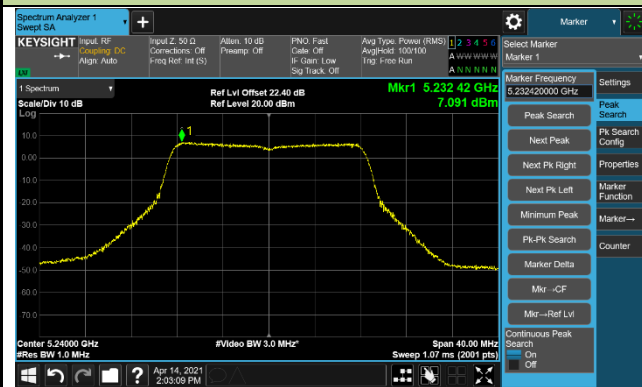 Spectrum Analyzer 1
Swept SA
Marker
KEYSIGHT
Input: RF
Coupling: DC
Align: Auto
Input Z: 50 Ω
Corrections: Off
Freq Ref: Int (S)
Atten: 10 dB
Preamp: Off
PNO: Fast
Gate: Off
IF Gain: Low
Sig Track: Off
Avg Type: Power (RMS)
Avg|Hold: 100/100
Trig: Free Run
1 2 3 4 5 6
A W W W W W
A N N N N N
Select Marker
Marker 1
1 Spectrum
Scale/Div 10 dB
Log
Ref Lvl Offset 22.40 dB
Ref Level 20.00 dBm
Mkr1 5.232 42 GHz
7.091 dBm
Marker Frequency
5.232420000 GHz
Peak Search
Next Peak
Next Pk Right
Next Pk Left
Minimum Peak
Pk-Pk Search
Marker Delta
Mkr→CF
Mkr→Ref Lvl
Continuous Peak
Search
On
Off
Settings
Peak
Search
Pk Search
Config
Properties
Marker
Function
Marker→
Counter
1
10.0
0.00
-10.0
-20.0
-30.0
-40.0
-50.0
-60.0
-70.0
Center 5.24000 GHz
#Res BW 1.0 MHz
#Video BW 3.0 MHz*
Span 40.00 MHz
Sweep 1.07 ms (2001 pts)
Apr 14, 2021
2:03:09 PM